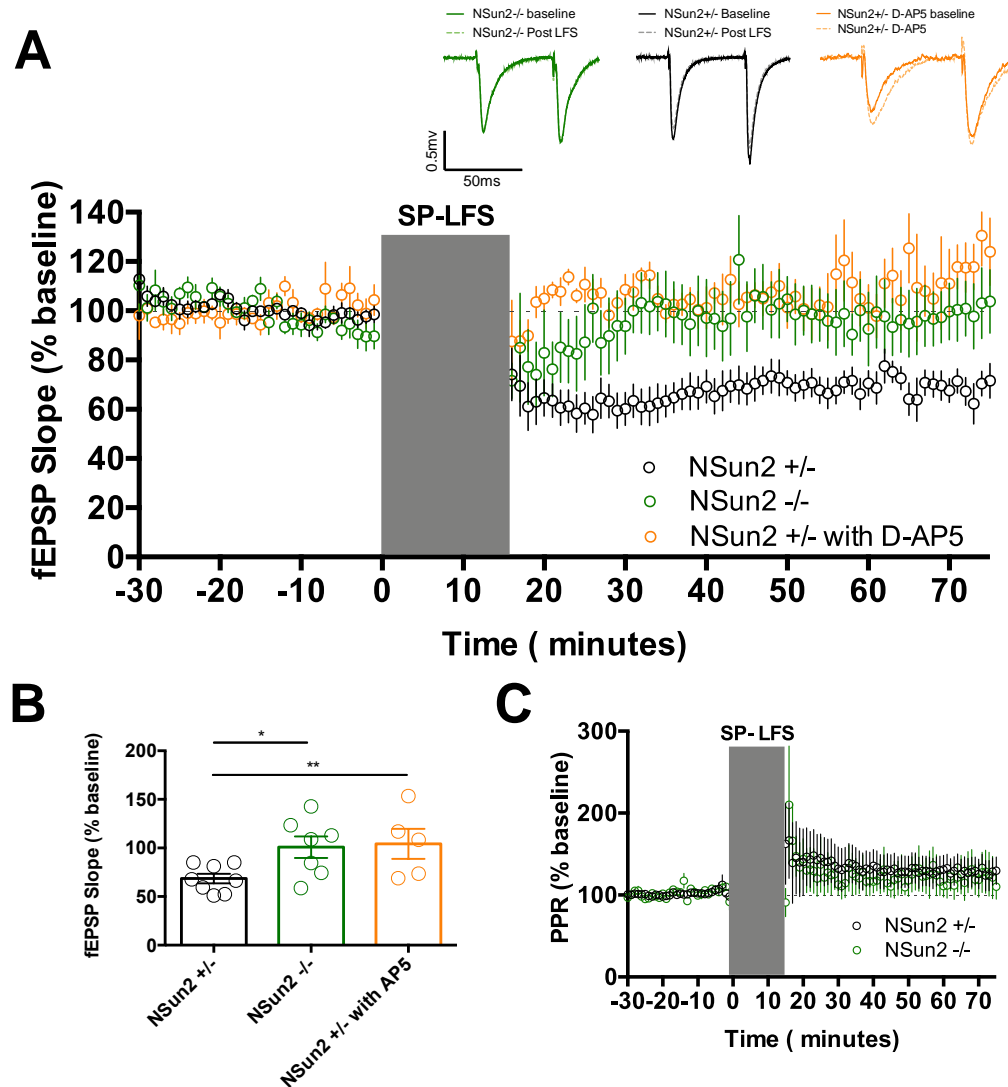 A
NSun2-/- baseline
NSun2-/- Post LFS
NSun2+/- Baseline
NSun2+/- Post LFS
NSun2+/- D-AP5 baseline
NSun2+/- D-AP5
0.5mv
50ms
fEPSP Slope (% baseline)
140
120
100
80
60
40
20
0
SP-LFS
NSun2 +/-
NSun2 -/-
NSun2 +/- with D-AP5
-30 -20 -10 0 10 20 30 40 50 60 70
Time ( minutes)
B
fEPSP Slope (% baseline)
200
150
100
50
0
*
**
NSun2 +/-
NSun2 -/-
NSun2 +/- with AP5
C
PPR (% baseline)
300
200
100
0
SP- LFS
NSun2 +/-
NSun2 -/-
-30-20-10 0 10 20 30 40 50 60 70
Time ( minutes)